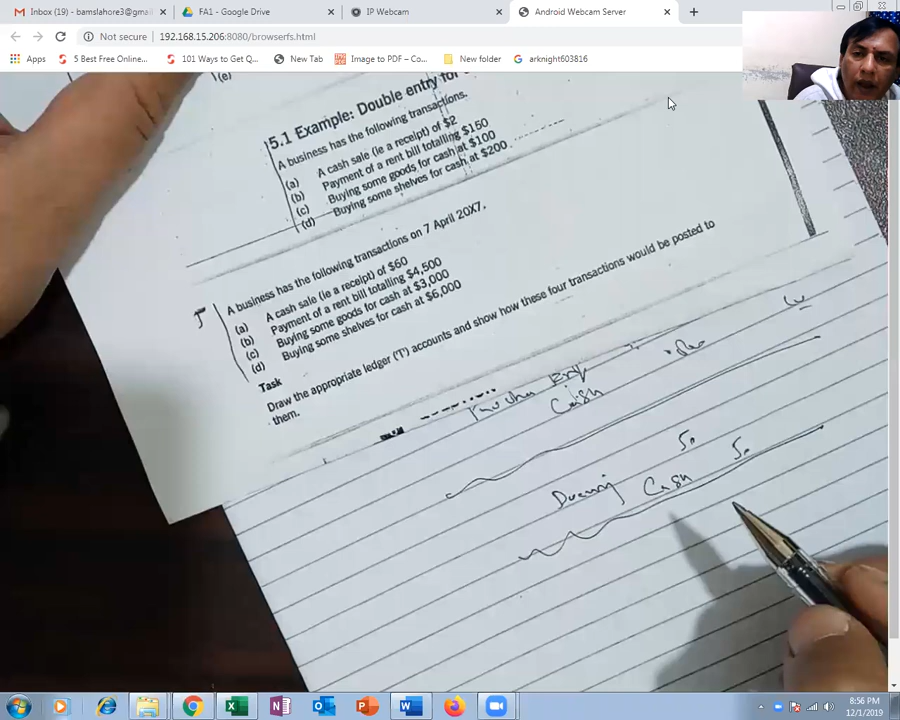 Inbox (19) - bamslahore3@gmai
FA1 - Google Drive
IP Webcam
Android Webcam Server
Not secure
192.168.15.206:8080/browserfs.html
Apps
5 Best Free Online...
101 Ways to Get Q...
New Tab
Image to PDF – Co...
New folder
arknight603816
(e)
5.1 Example: Double entry for
A business has the following transactions.
(a) A cash sale (ie a receipt) of $2
(b) Payment of a rent bill totalling $150
(c) Buying some goods for cash at $100
(d) Buying some shelves for cash at $200
A business has the following transactions on 7 April 20X7.
(a) A cash sale (ie a receipt) of $60
(b) Payment of a rent bill totalling $4,500
(c) Buying some goods for cash at $3,000
(d) Buying some shelves for cash at $6,000
Task
Draw the appropriate ledger ('T') accounts and show how these four transactions would be posted to
them.
Cash
50
Cash 50
8:56 PM
12/1/2019